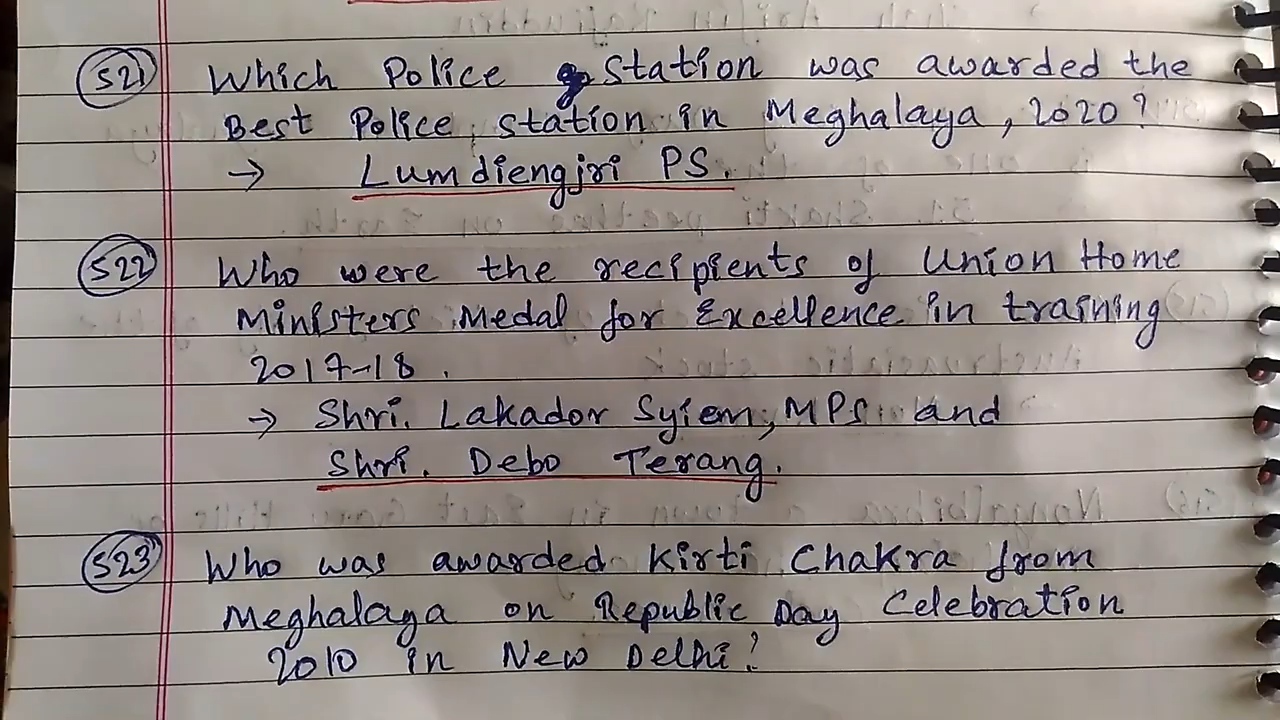 521 Which Police Station was awarded the
Best Police station in Meghalaya, 2020?
→ Lumdiengjri PS.
522 Who were the recipients of Union Home
Ministers Medal for Excellence in training
2017-18.
→ Shri. Lakador Syiem, MPS and
Shri. Debo Terang.
523 Who was awarded Kirti Chakra from
Meghalaya on Republic Day Celebration
2010 in New Delhi?